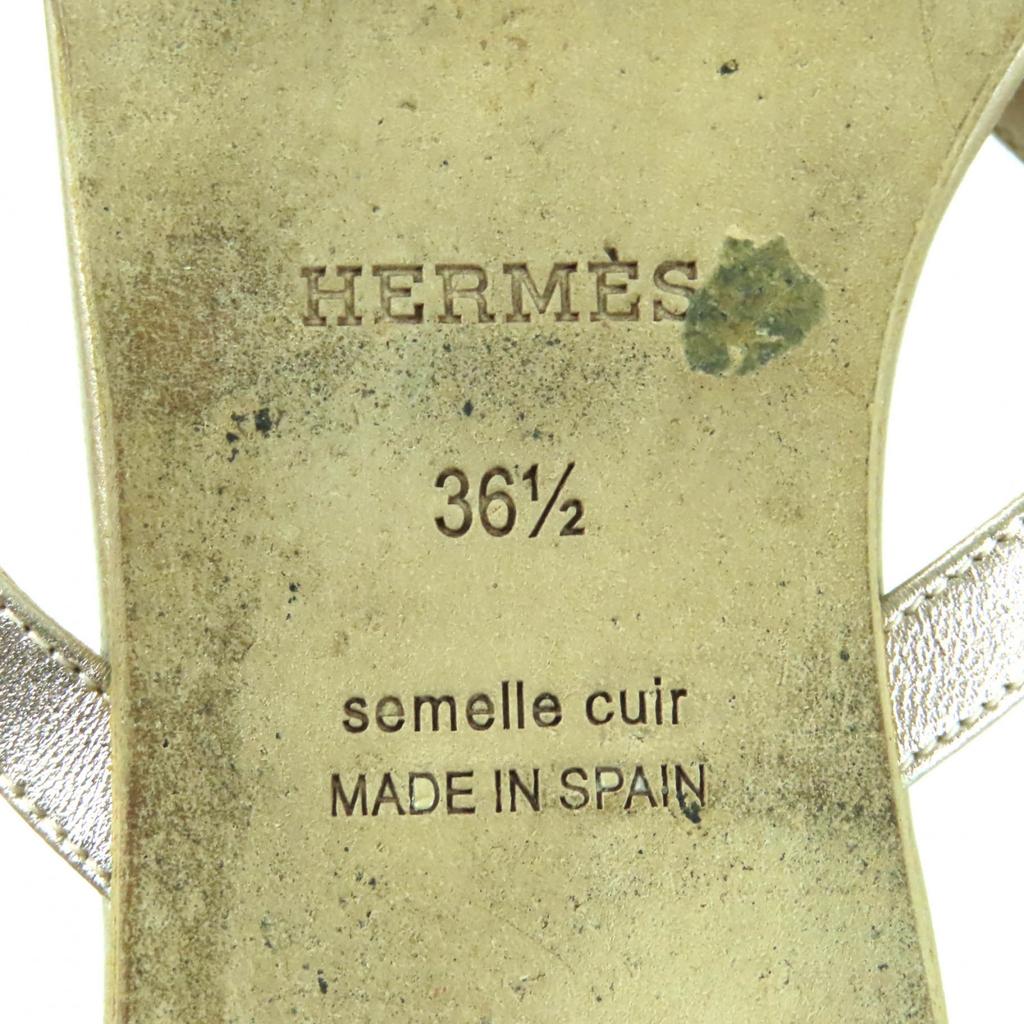 HERMÈS
36½
semelle cuir
MADE IN SPAIN